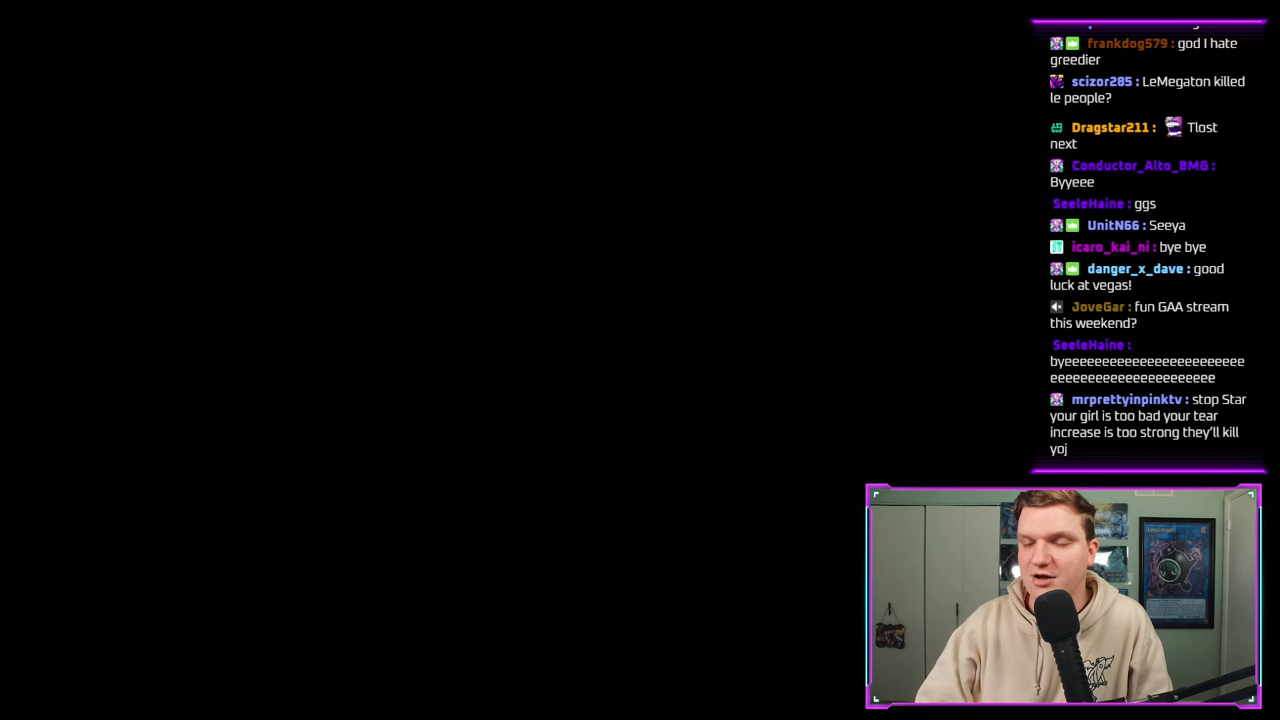 frankdog579 : god I hate
greedier
scizor285 : LeMegaton killed
le people?
Dragstar211 : Tlost
next
Conductor_Alto_BMG :
Byyeee
SeeleHaine : ggs
UnitN66 : Seeya
icaro_kai_ni : bye bye
danger_x_dave : good
luck at vegas!
JoveGar : fun GAA stream
this weekend?
SeeleHaine :
byeeeeeeeeeeeeeeeeeeeeeeee
eeeeeeeeeeeeeeeeeeeeee
mrprettyinpinktv : stop Star
your girl is too bad your tear
increase is too strong they'll kill
yoj